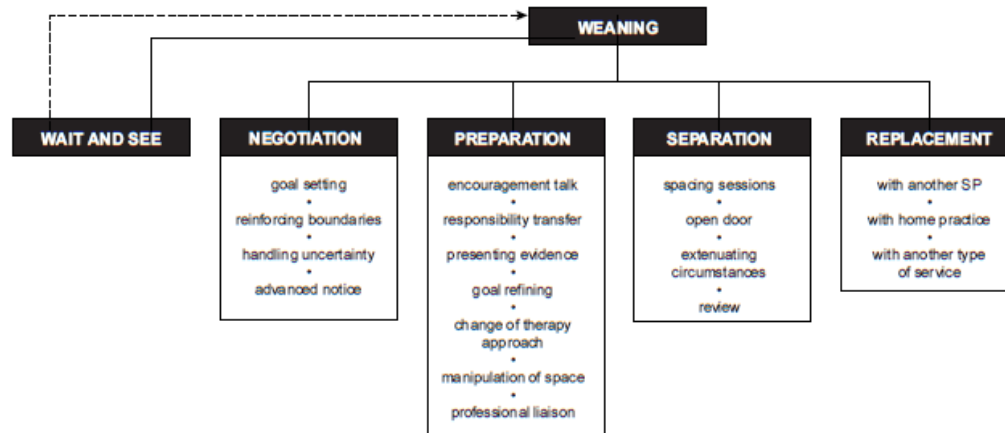 WEANING
WAIT AND SEE
NEGOTIATION
goal setting
•
reinforcing boundaries
•
handling uncertainty
•
advanced notice
PREPARATION
encouragement talk
•
responsibility transfer
•
presenting evidence
•
goal refining
•
change of therapy
approach
•
manipulation of space
•
professional liaison
SEPARATION
spacing sessions
•
open door
•
extenuating
circumstances
•
review
REPLACEMENT
with another SP
•
with home practice
•
with another type
of service